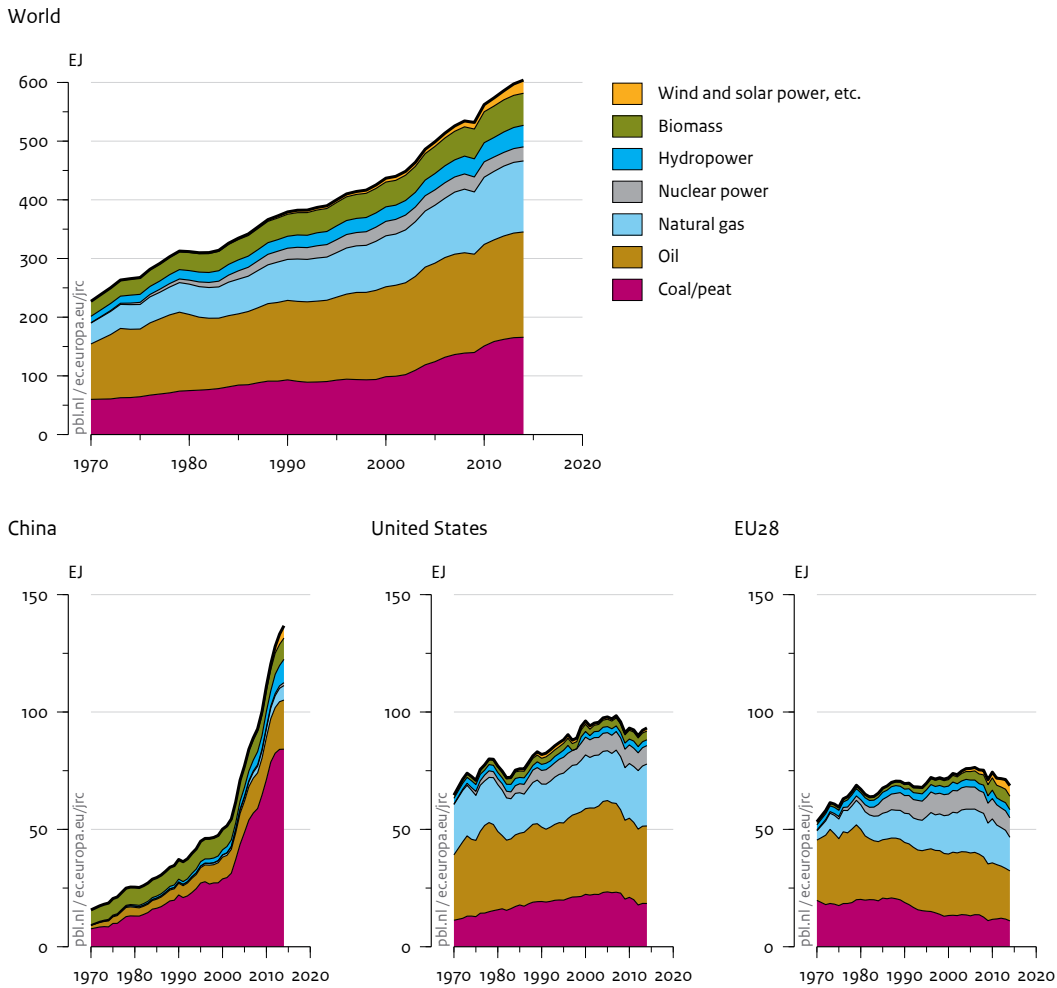 World
EJ
600
500
400
300
200
100
0
pbl.nl / ec.europa.eu/jrc
1970 1980 1990 2000 2010 2020
Wind and solar power, etc.
Biomass
Hydropower
Nuclear power
Natural gas
Oil
Coal/peat
China
EJ
150
100
50
0
pbl.nl / ec.europa.eu/jrc
1970 1980 1990 2000 2010 2020
United States
EJ
150
100
50
0
pbl.nl / ec.europa.eu/jrc
1970 1980 1990 2000 2010 2020
EU28
EJ
150
100
50
0
pbl.nl / ec.europa.eu/jrc
1970 1980 1990 2000 2010 2020